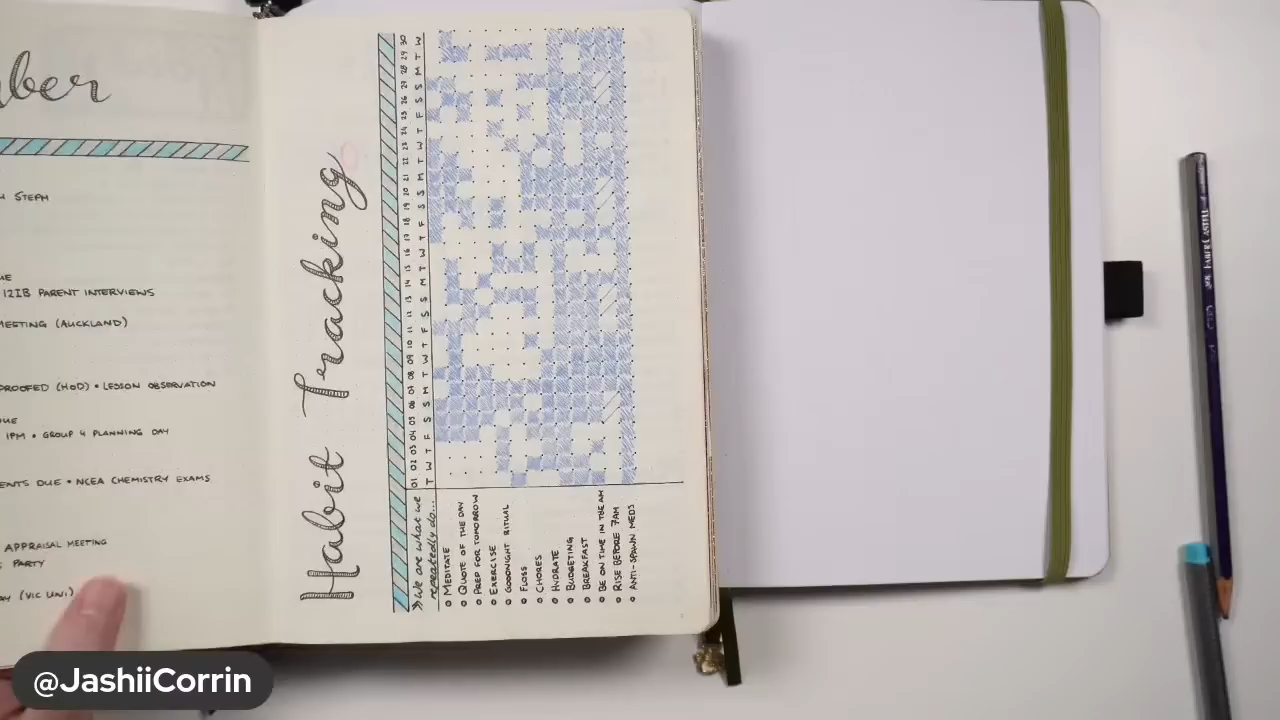 ber
STEPH
12IB PARENT INTERVIEWS
MEETING (AUCKLAND)
PROOFED (HOD) • LESSON OBSERVATION
1PM • GROUP 4 PLANNING DAY
ENTS DUE • NCEA CHEMISTRY EXAMS
APPRAISAL MEETING
PARTY
(VIC UNI)
Habit Tracking
» We are what we
repeatedly do...
01 02 03 04 05 06 07 08 09 10 11 12 13 14 15 16 17 18 19 20 21 22 23 24 25 26 27 28 29 30
T W T F S S M T W T F S S M T W T F S S M T W T F S S M T W
MEDITATE
QUOTE OF THE DAY
PREP FOR TOMORROW
EXERCISE
GOODNIGHT RITUAL
FLOSS
CHORES
HYDRATE
BUDGETING
BREAKFAST
BE ON TIME IN THE AM
RISE BEFORE 7AM
ANTI-SPAWN MEDS
FABER CASTELL
@JashiiCorrin